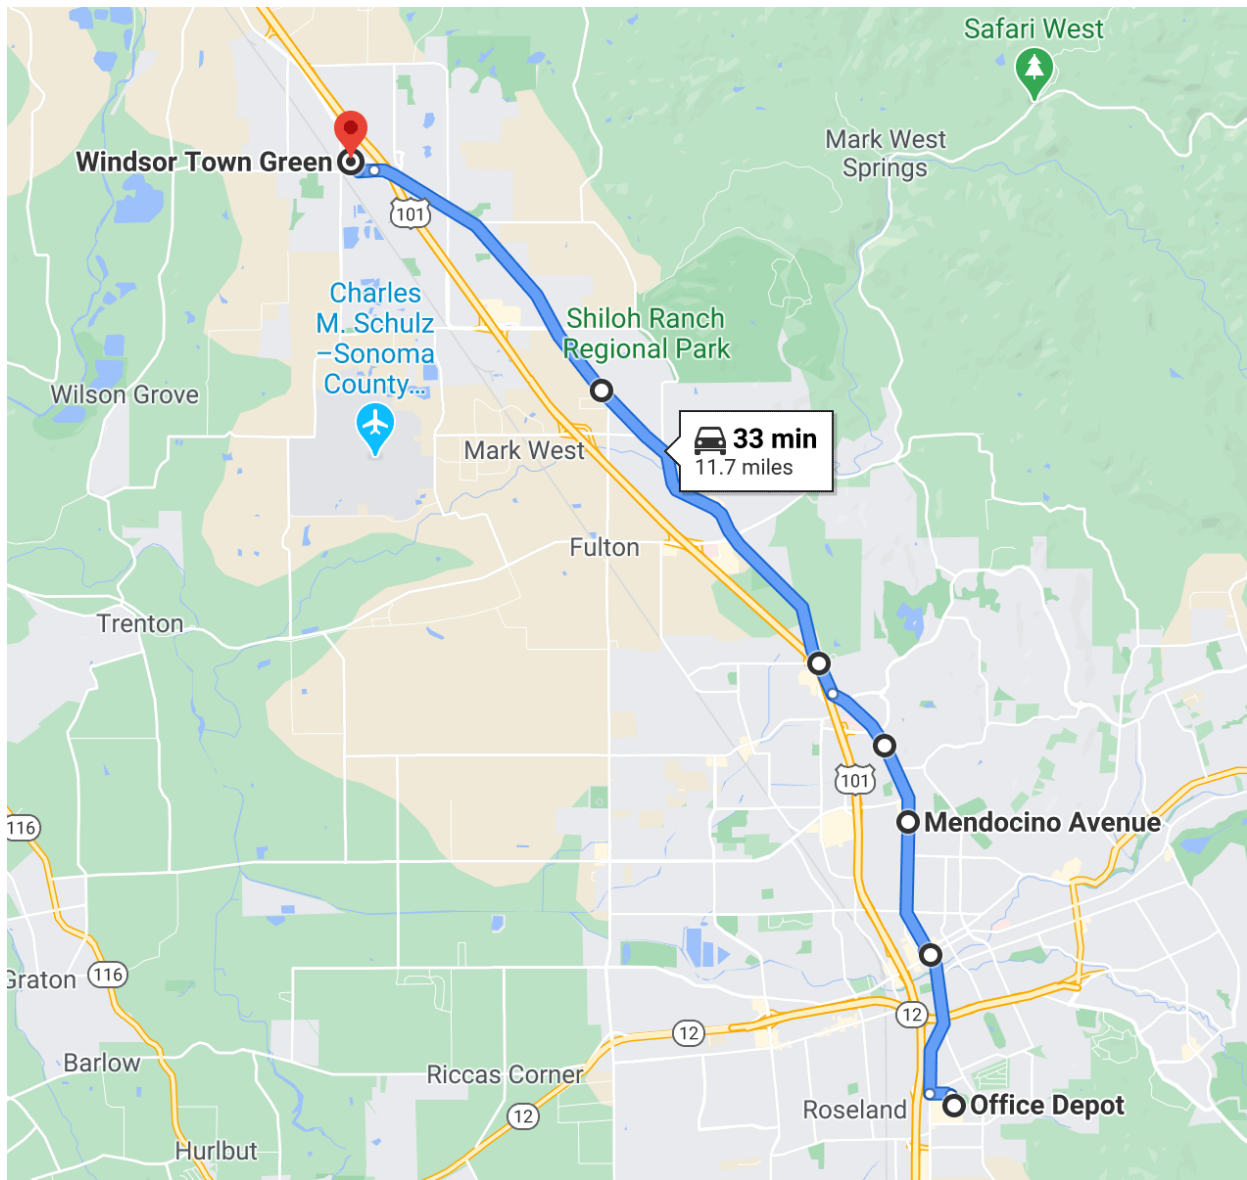 Safari West
Mark West
Springs
Windsor Town Green
101
Charles
M. Schulz
–Sonoma
County...
Shiloh Ranch
Regional Park
Wilson Grove
33 min
11.7 miles
Mark West
Fulton
Trenton
101
116
Mendocino Avenue
Graton
116
12
12
Barlow
Riccas Corner
12
Roseland
Office Depot
Hurlbut